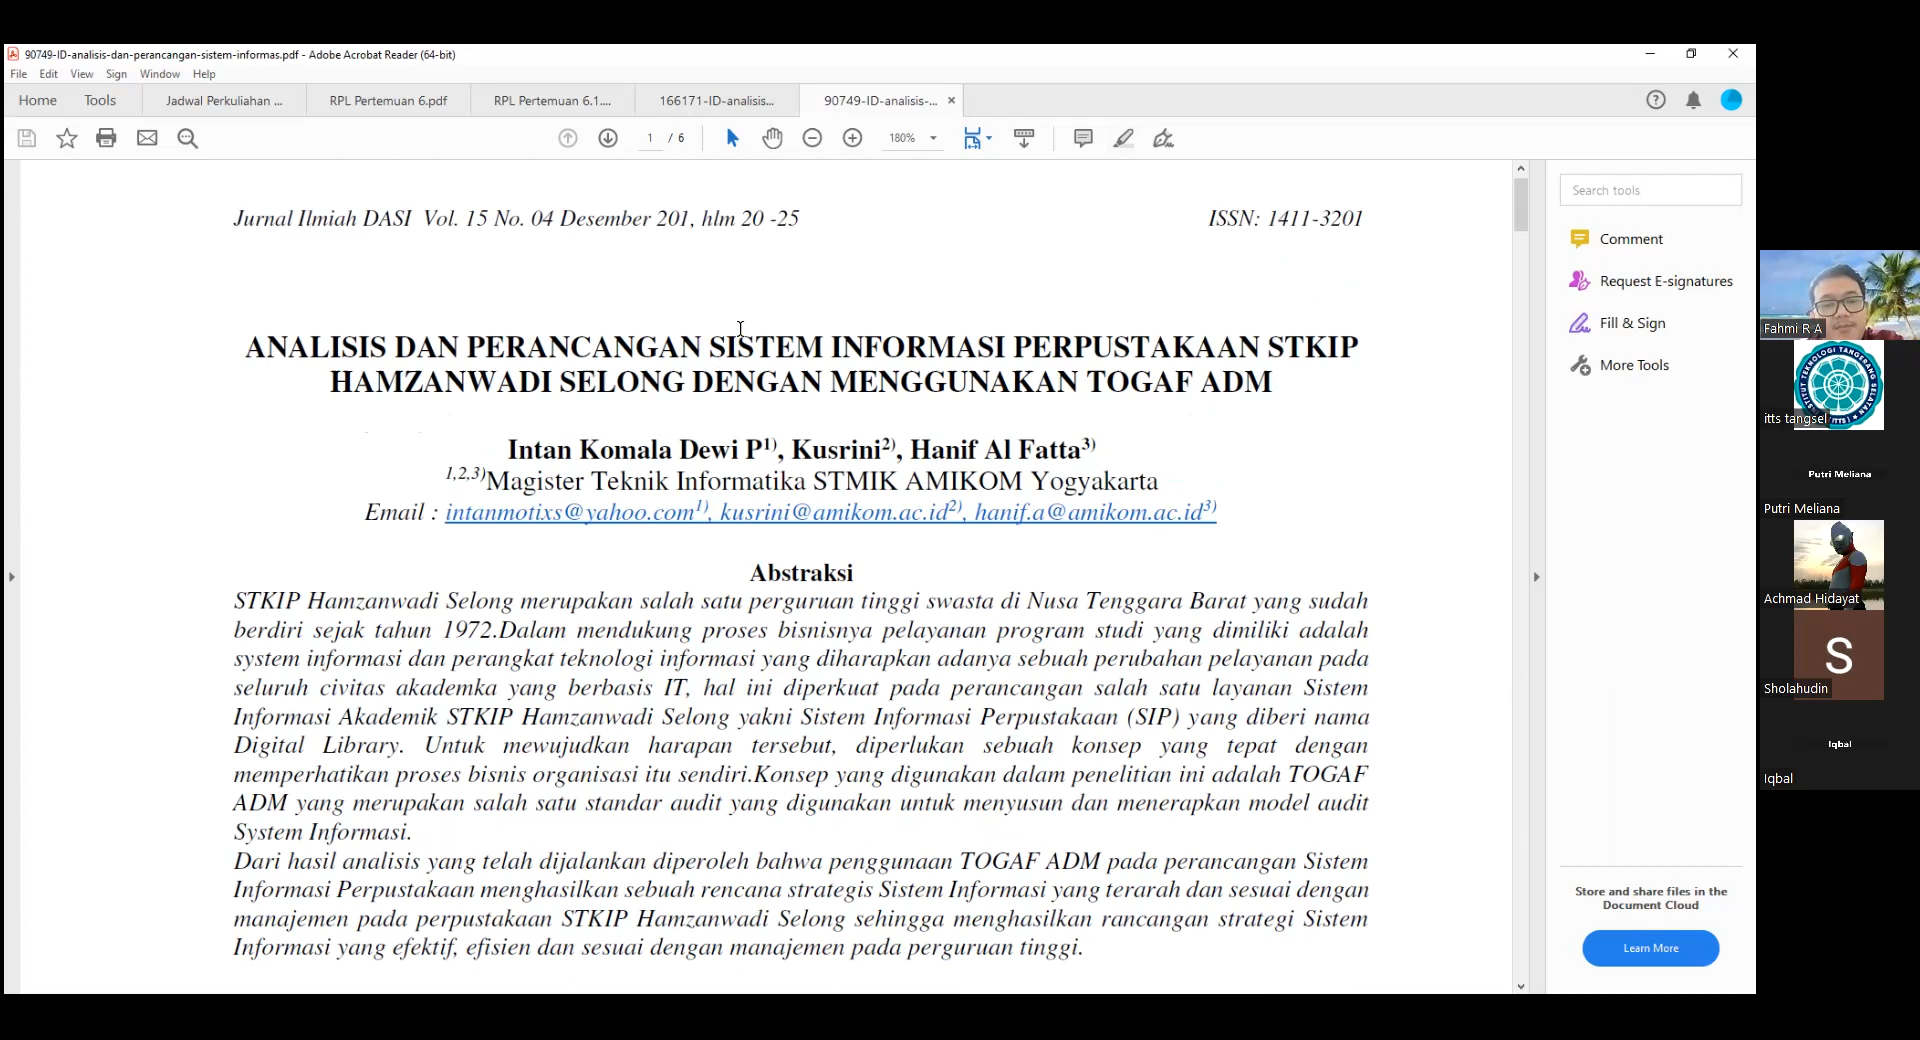 90749-ID-analisis-dan-perancangan-sistem-informas.pdf - Adobe Acrobat Reader (64-bit)
File Edit View Sign Window Help
Home Tools Jadwal Perkuliahan ... RPL Pertemuan 6.pdf RPL Pertemuan 6.1.... 166171-ID-analisis... 90749-ID-analisis-...
1 / 6 180%
Jurnal Ilmiah DASI Vol. 15 No. 04 Desember 201, hlm 20 -25 ISSN: 1411-3201
ANALISIS DAN PERANCANGAN SISTEM INFORMASI PERPUSTAKAAN STKIP
HAMZANWADI SELONG DENGAN MENGGUNAKAN TOGAF ADM
Intan Komala Dewi P1), Kusrini2), Hanif Al Fatta3)
1,2,3)Magister Teknik Informatika STMIK AMIKOM Yogyakarta
Email : intanmotixs@yahoo.com1), kusrini@amikom.ac.id2), hanif.a@amikom.ac.id3)
Abstraksi
STKIP Hamzanwadi Selong merupakan salah satu perguruan tinggi swasta di Nusa Tenggara Barat yang sudah
berdiri sejak tahun 1972.Dalam mendukung proses bisnisnya pelayanan program studi yang dimiliki adalah
system informasi dan perangkat teknologi informasi yang diharapkan adanya sebuah perubahan pelayanan pada
seluruh civitas akademka yang berbasis IT, hal ini diperkuat pada perancangan salah satu layanan Sistem
Informasi Akademik STKIP Hamzanwadi Selong yakni Sistem Informasi Perpustakaan (SIP) yang diberi nama
Digital Library. Untuk mewujudkan harapan tersebut, diperlukan sebuah konsep yang tepat dengan
memperhatikan proses bisnis organisasi itu sendiri.Konsep yang digunakan dalam penelitian ini adalah TOGAF
ADM yang merupakan salah satu standar audit yang digunakan untuk menyusun dan menerapkan model audit
System Informasi.
Dari hasil analisis yang telah dijalankan diperoleh bahwa penggunaan TOGAF ADM pada perancangan Sistem
Informasi Perpustakaan menghasilkan sebuah rencana strategis Sistem Informasi yang terarah dan sesuai dengan
manajemen pada perpustakaan STKIP Hamzanwadi Selong sehingga menghasilkan rancangan strategi Sistem
Informasi yang efektif, efisien dan sesuai dengan manajemen pada perguruan tinggi.
Search tools
Comment
Request E-signatures
Fill & Sign
More Tools
Store and share files in the
Document Cloud
Learn More
Fahmi R A
INSTITUT TEKNOLOGI TANGERANG SELATAN
itts tangsel
Putri Meliana
Putri Meliana
Achmad Hidayat
S
Sholahudin
Iqbal
Iqbal